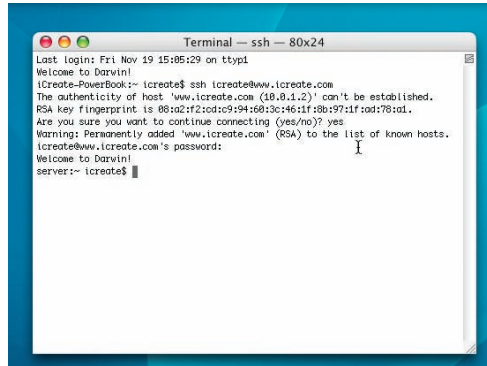 Terminal — ssh — 80x24
Last login: Fri Nov 19 15:05:29 on ttyp1
Welcome to Darwin!
iCreate-PowerBook:~ icreate$ ssh icreate@www.icreate.com
The authenticity of host 'www.icreate.com (10.0.1.2)' can't be established.
RSA key fingerprint is 08:a2:f2:cd:c9:94:60:3c:46:1f:8b:97:1f:ad:78:a1.
Are you sure you want to continue connecting (yes/no)? yes
Warning: Permanently added 'www.icreate.com' (RSA) to the list of known hosts.
icreate@www.icreate.com's password:
Welcome to Darwin!
server:~ icreate$